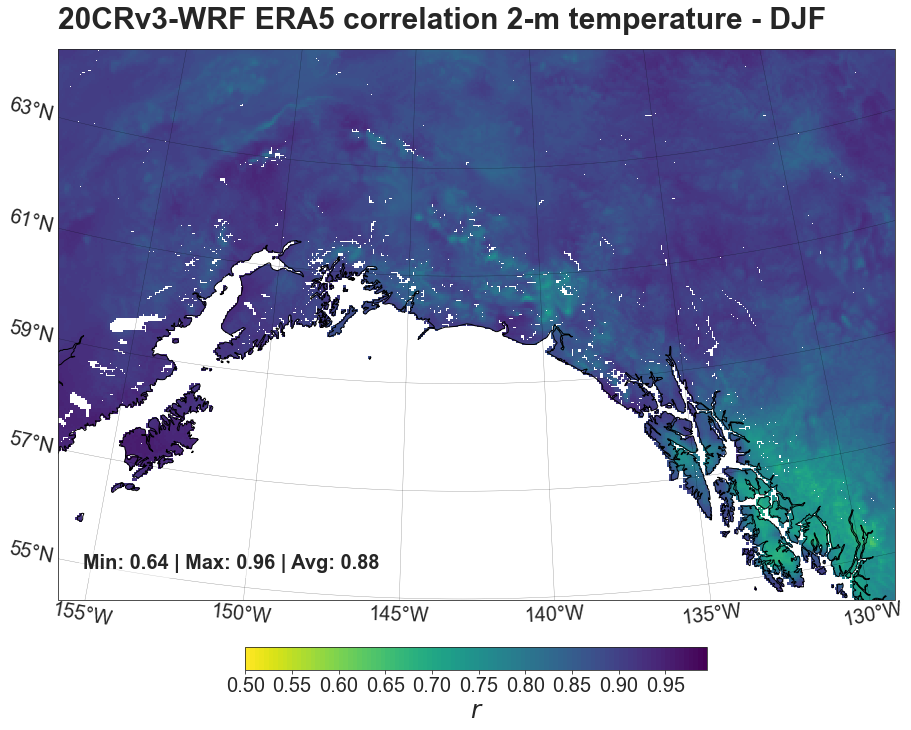 20CRv3-WRF ERA5 correlation 2-m temperature - DJF
63°N
61°N
59°N
57°N
55°N
Min: 0.64 | Max: 0.96 | Avg: 0.88
155°W 150°W 145°W 140°W 135°W 130°W
0.50 0.55 0.60 0.65 0.70 0.75 0.80 0.85 0.90 0.95
r